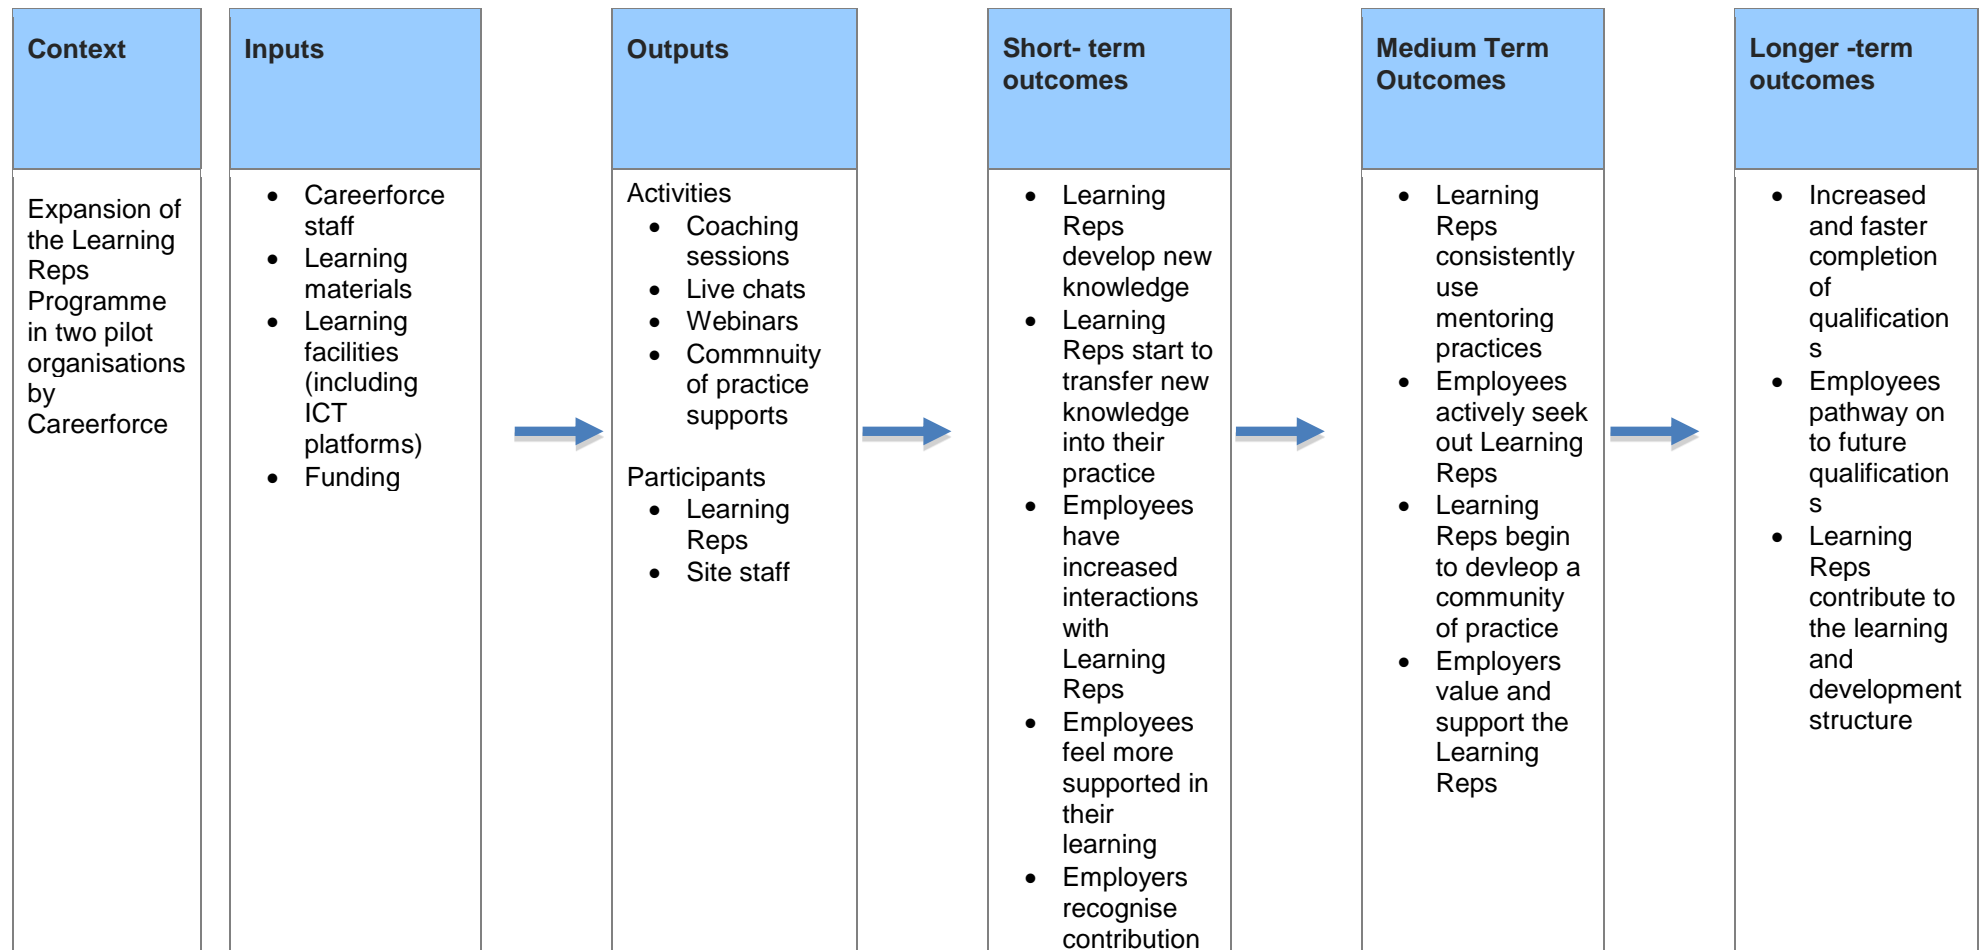 Context
Expansion of
the Learning
Reps
Programme
in two pilot
organisations
by
Careerforce
Inputs
• Careerforce
staff
• Learning
materials
• Learning
facilities
(including
ICT
platforms)
• Funding
Outputs
Activities
• Coaching
sessions
• Live chats
• Webinars
• Commnuity
of practice
supports
Participants
• Learning
Reps
• Site staff
Short- term
outcomes
• Learning
Reps
develop new
knowledge
• Learning
Reps start to
transfer new
knowledge
into their
practice
• Employees
have
increased
interactions
with
Learning
Reps
• Employees
feel more
supported in
their
learning
• Employers
recognise
contribution
Medium Term
Outcomes
• Learning
Reps
consistently
use
mentoring
practices
• Employees
actively seek
out Learning
Reps
• Learning
Reps begin
to devleop a
community
of practice
• Employers
value and
support the
Learning
Reps
Longer -term
outcomes
• Increased
and faster
completion
of
qualification
s
• Employees
pathway on
to future
qualification
s
• Learning
Reps
contribute to
the learning
and
development
structure